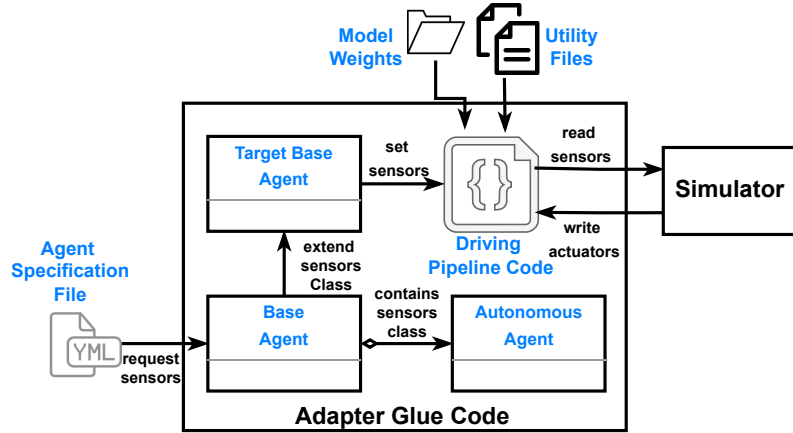 Model
Weights
Utility
Files
Target Base
Agent
set
sensors
{}
Driving
Pipeline Code
read
sensors
write
actuators
Simulator
Agent
Specification
File
YML
request
sensors
extend
sensors
Class
Base
Agent
contains
sensors
class
Autonomous
Agent
Adapter Glue Code